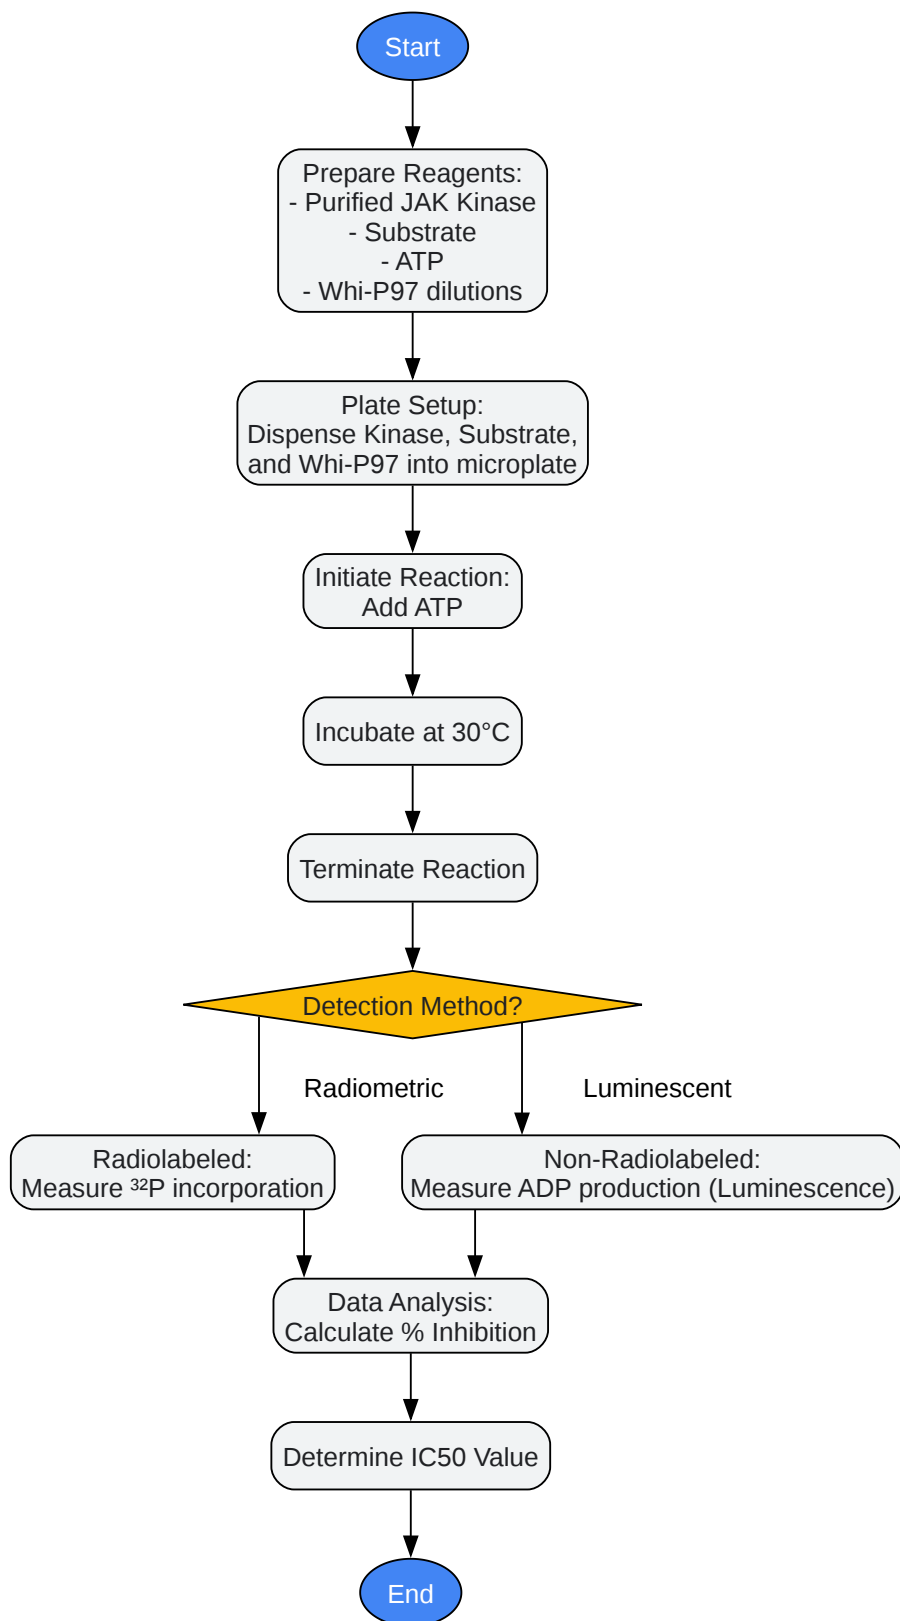 Start
Prepare Reagents:
- Purified JAK Kinase
- Substrate
- ATP
- Whi-P97 dilutions
Plate Setup:
Dispense Kinase, Substrate,
and Whi-P97 into microplate
Initiate Reaction:
Add ATP
Incubate at 30°C
Terminate Reaction
Detection Method?
Radiometric
Luminescent
Radiolabeled:
Measure ³²P incorporation
Non-Radiolabeled:
Measure ADP production (Luminescence)
Data Analysis:
Calculate % Inhibition
Determine IC50 Value
End